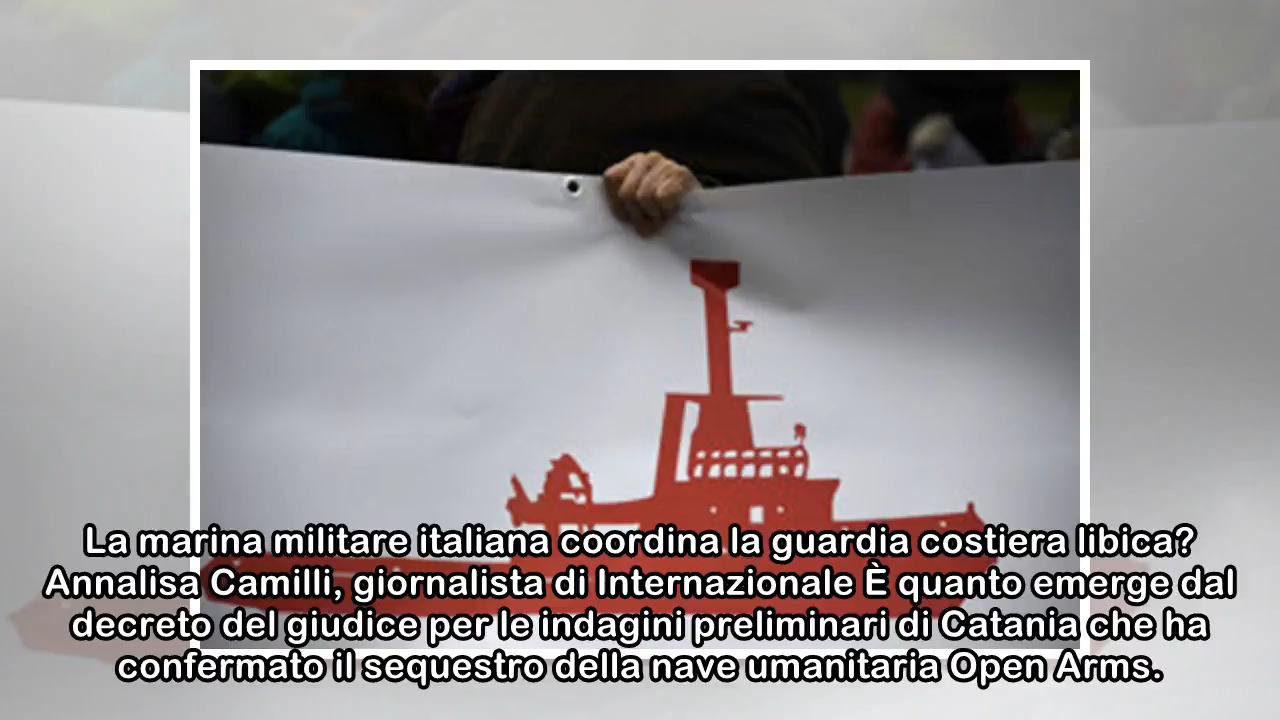 La marina militare italiana coordina la guardia costiera libica?
Annalisa Camilli, giornalista di Internazionale È quanto emerge dal
decreto del giudice per le indagini preliminari di Catania che ha
confermato il sequestro della nave umanitaria Open Arms.